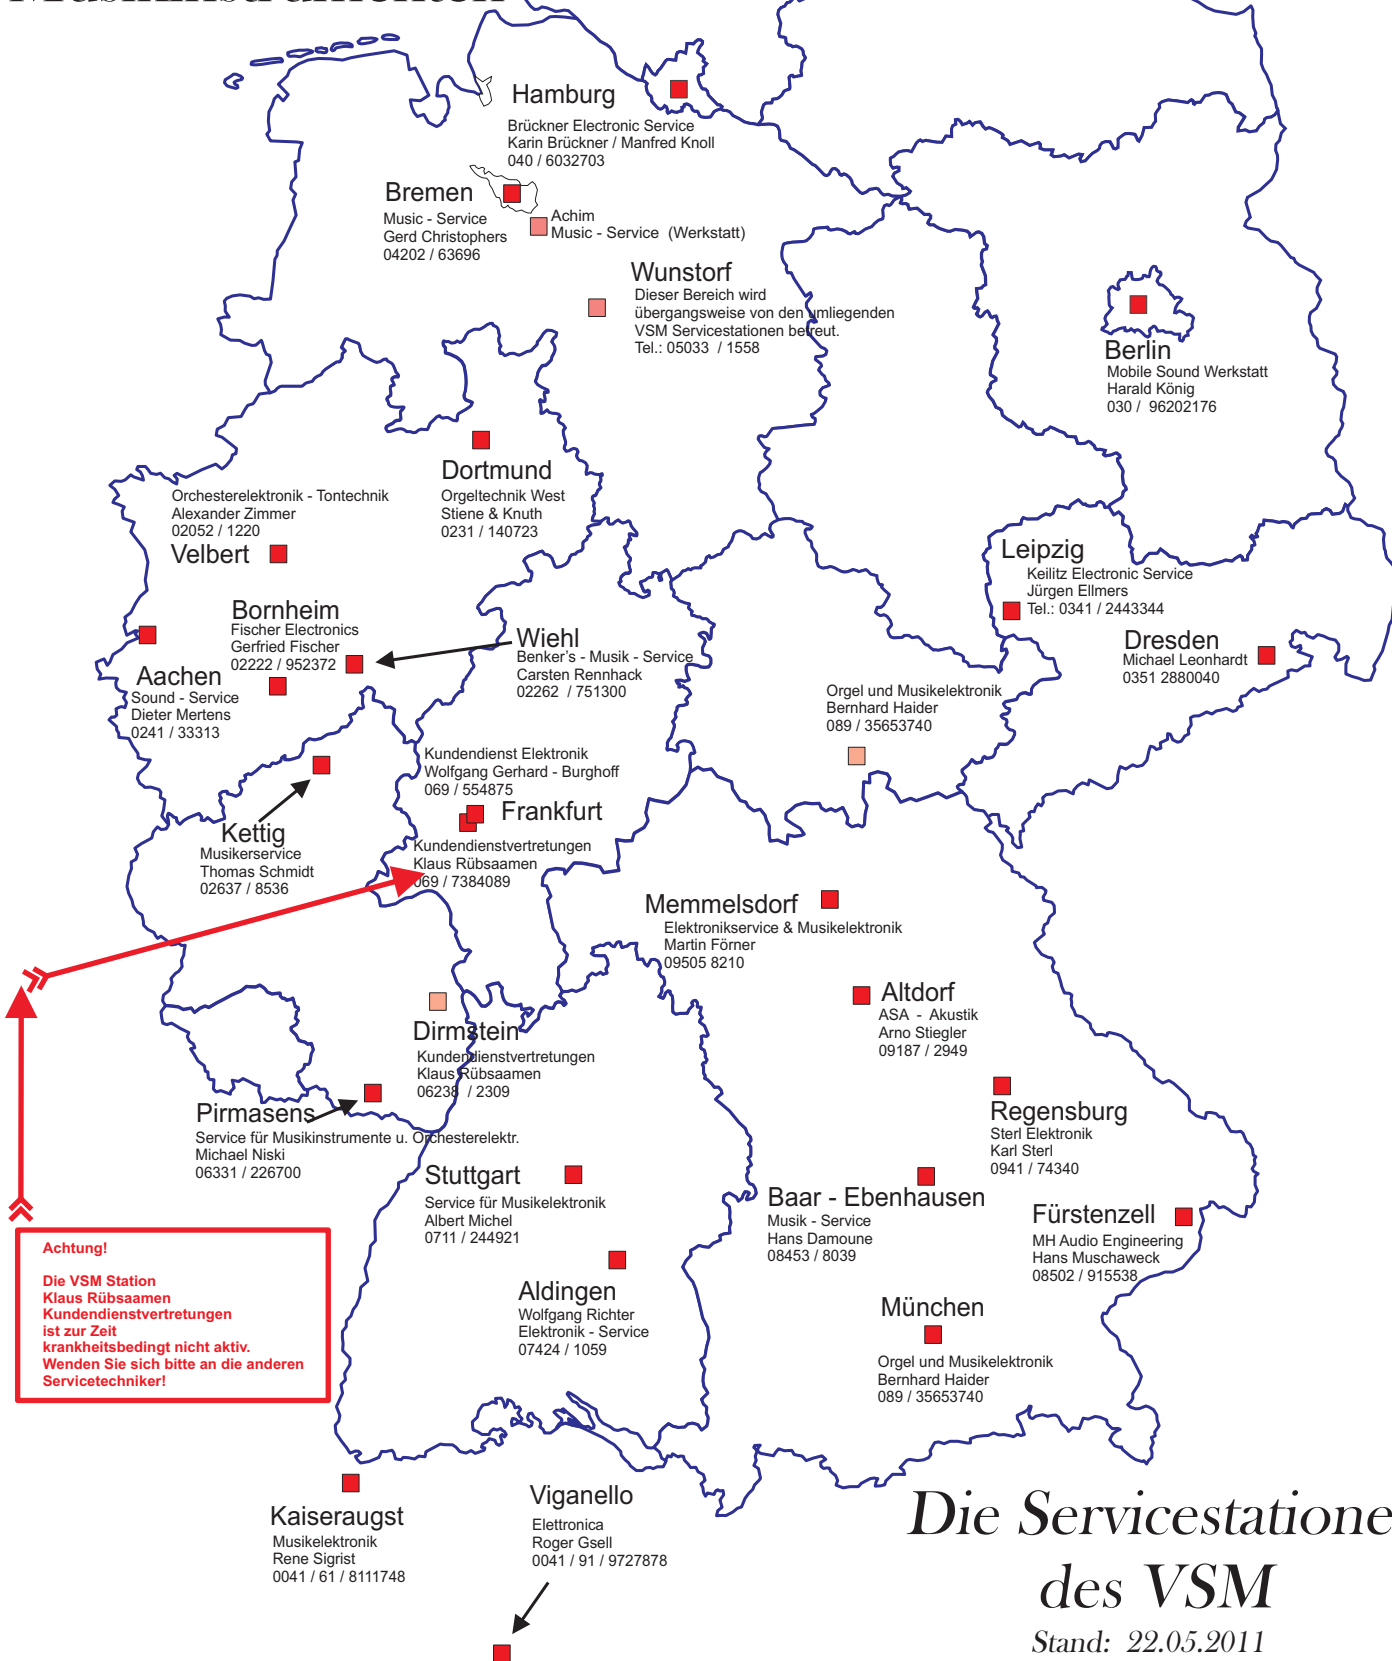 Musikinstrumenten
Hamburg
Brückner Electronic Service
Karin Brückner / Manfred Knoll
040 / 6032703
Bremen
Music - Service
Gerd Christophers
04202 / 63696
Achim
Music - Service (Werkstatt)
Wunstorf
Dieser Bereich wird
übergangsweise von den umliegenden
VSM Servicestationen betreut.
Tel.: 05033 / 1558
Berlin
Mobile Sound Werkstatt
Harald König
030 / 96202176
Dortmund
Orgeltechnik West
Stiene & Knuth
0231 / 140723
Orchesterelektronik - Tontechnik
Alexander Zimmer
02052 / 1220
Velbert
Leipzig
Keilitz Electronic Service
Jürgen Ellmers
Tel.: 0341 / 2443344
Bornheim
Fischer Electronics
Gerfried Fischer
02222 / 952372
Wiehl
Benker's - Musik - Service
Carsten Rennhack
02262 / 751300
Dresden
Michael Leonhardt
0351 2880040
Aachen
Sound - Service
Dieter Mertens
0241 / 33313
Orgel und Musikelektronik
Bernhard Haider
089 / 35653740
Kundendienst Elektronik
Wolfgang Gerhard - Burghoff
069 / 554875
Frankfurt
Kundendienstvertretungen
Klaus Rübsaamen
069 / 7384089
Kettig
Musikerservice
Thomas Schmidt
02637 / 8536
Memmelsdorf
Elektronikservice & Musikelektronik
Martin Förner
09505 8210
Altdorf
ASA - Akustik
Arno Stiegler
09187 / 2949
Dirmstein
Kundendienstvertretungen
Klaus Rübsaamen
06238 / 2309
Pirmasens
Service für Musikinstrumente u. Orchesterelektr.
Michael Niski
06331 / 226700
Regensburg
Sterl Elektronik
Karl Sterl
0941 / 74340
Stuttgart
Service für Musikelektronik
Albert Michel
0711 / 244921
Baar - Ebenhausen
Musik - Service
Hans Damoune
08453 / 8039
Fürstenzell
MH Audio Engineering
Hans Muschaweck
08502 / 915538
Achtung!
Die VSM Station
Klaus Rübsaamen
Kundendienstvertretungen
ist zur Zeit
krankheitsbedingt nicht aktiv.
Wenden Sie sich bitte an die anderen
Servicetechniker!
Aldingen
Wolfgang Richter
Elektronik - Service
07424 / 1059
München
Orgel und Musikelektronik
Bernhard Haider
089 / 35653740
Kaiseraugst
Musikelektronik
Rene Sigrist
0041 / 61 / 8111748
Viganello
Elettronica
Roger Gsell
0041 / 91 / 9727878
Die Servicestatione
des VSM
Stand: 22.05.2011